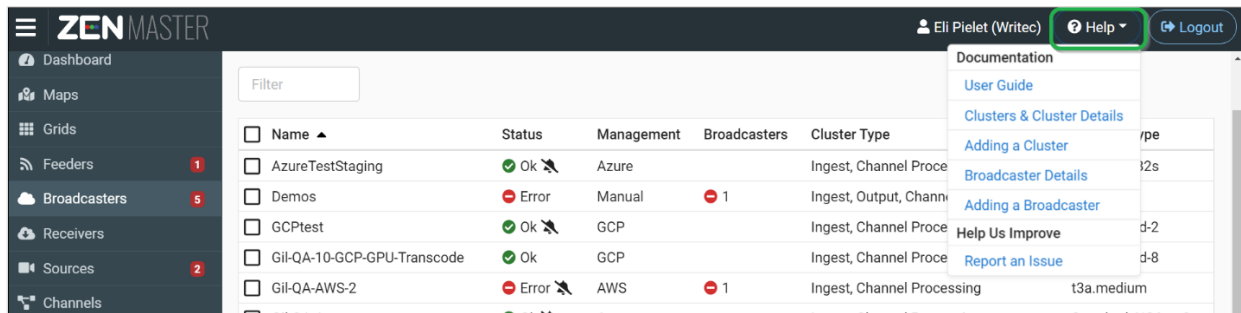 ZEN MASTER
Eli Pielet (Writec) Help Logout
Dashboard
Maps
Grids
Feeders 1
Broadcasters 5
Receivers
Sources 2
Channels
Filter
Name Status Management Broadcasters Cluster Type
AzureTestStaging Ok Azure Ingest, Channel Proce 32s
Demos Error Manual 1 Ingest, Output, Chann
GCPtest Ok GCP Ingest, Channel Proce d-2
Gil-QA-10-GCP-GPU-Transcode Ok GCP Ingest, Channel Proce d-8
Gil-QA-AWS-2 Error AWS 1 Ingest, Channel Processing t3a.medium
Documentation
User Guide
Clusters & Cluster Details
Adding a Cluster
Broadcaster Details
Adding a Broadcaster
Help Us Improve
Report an Issue